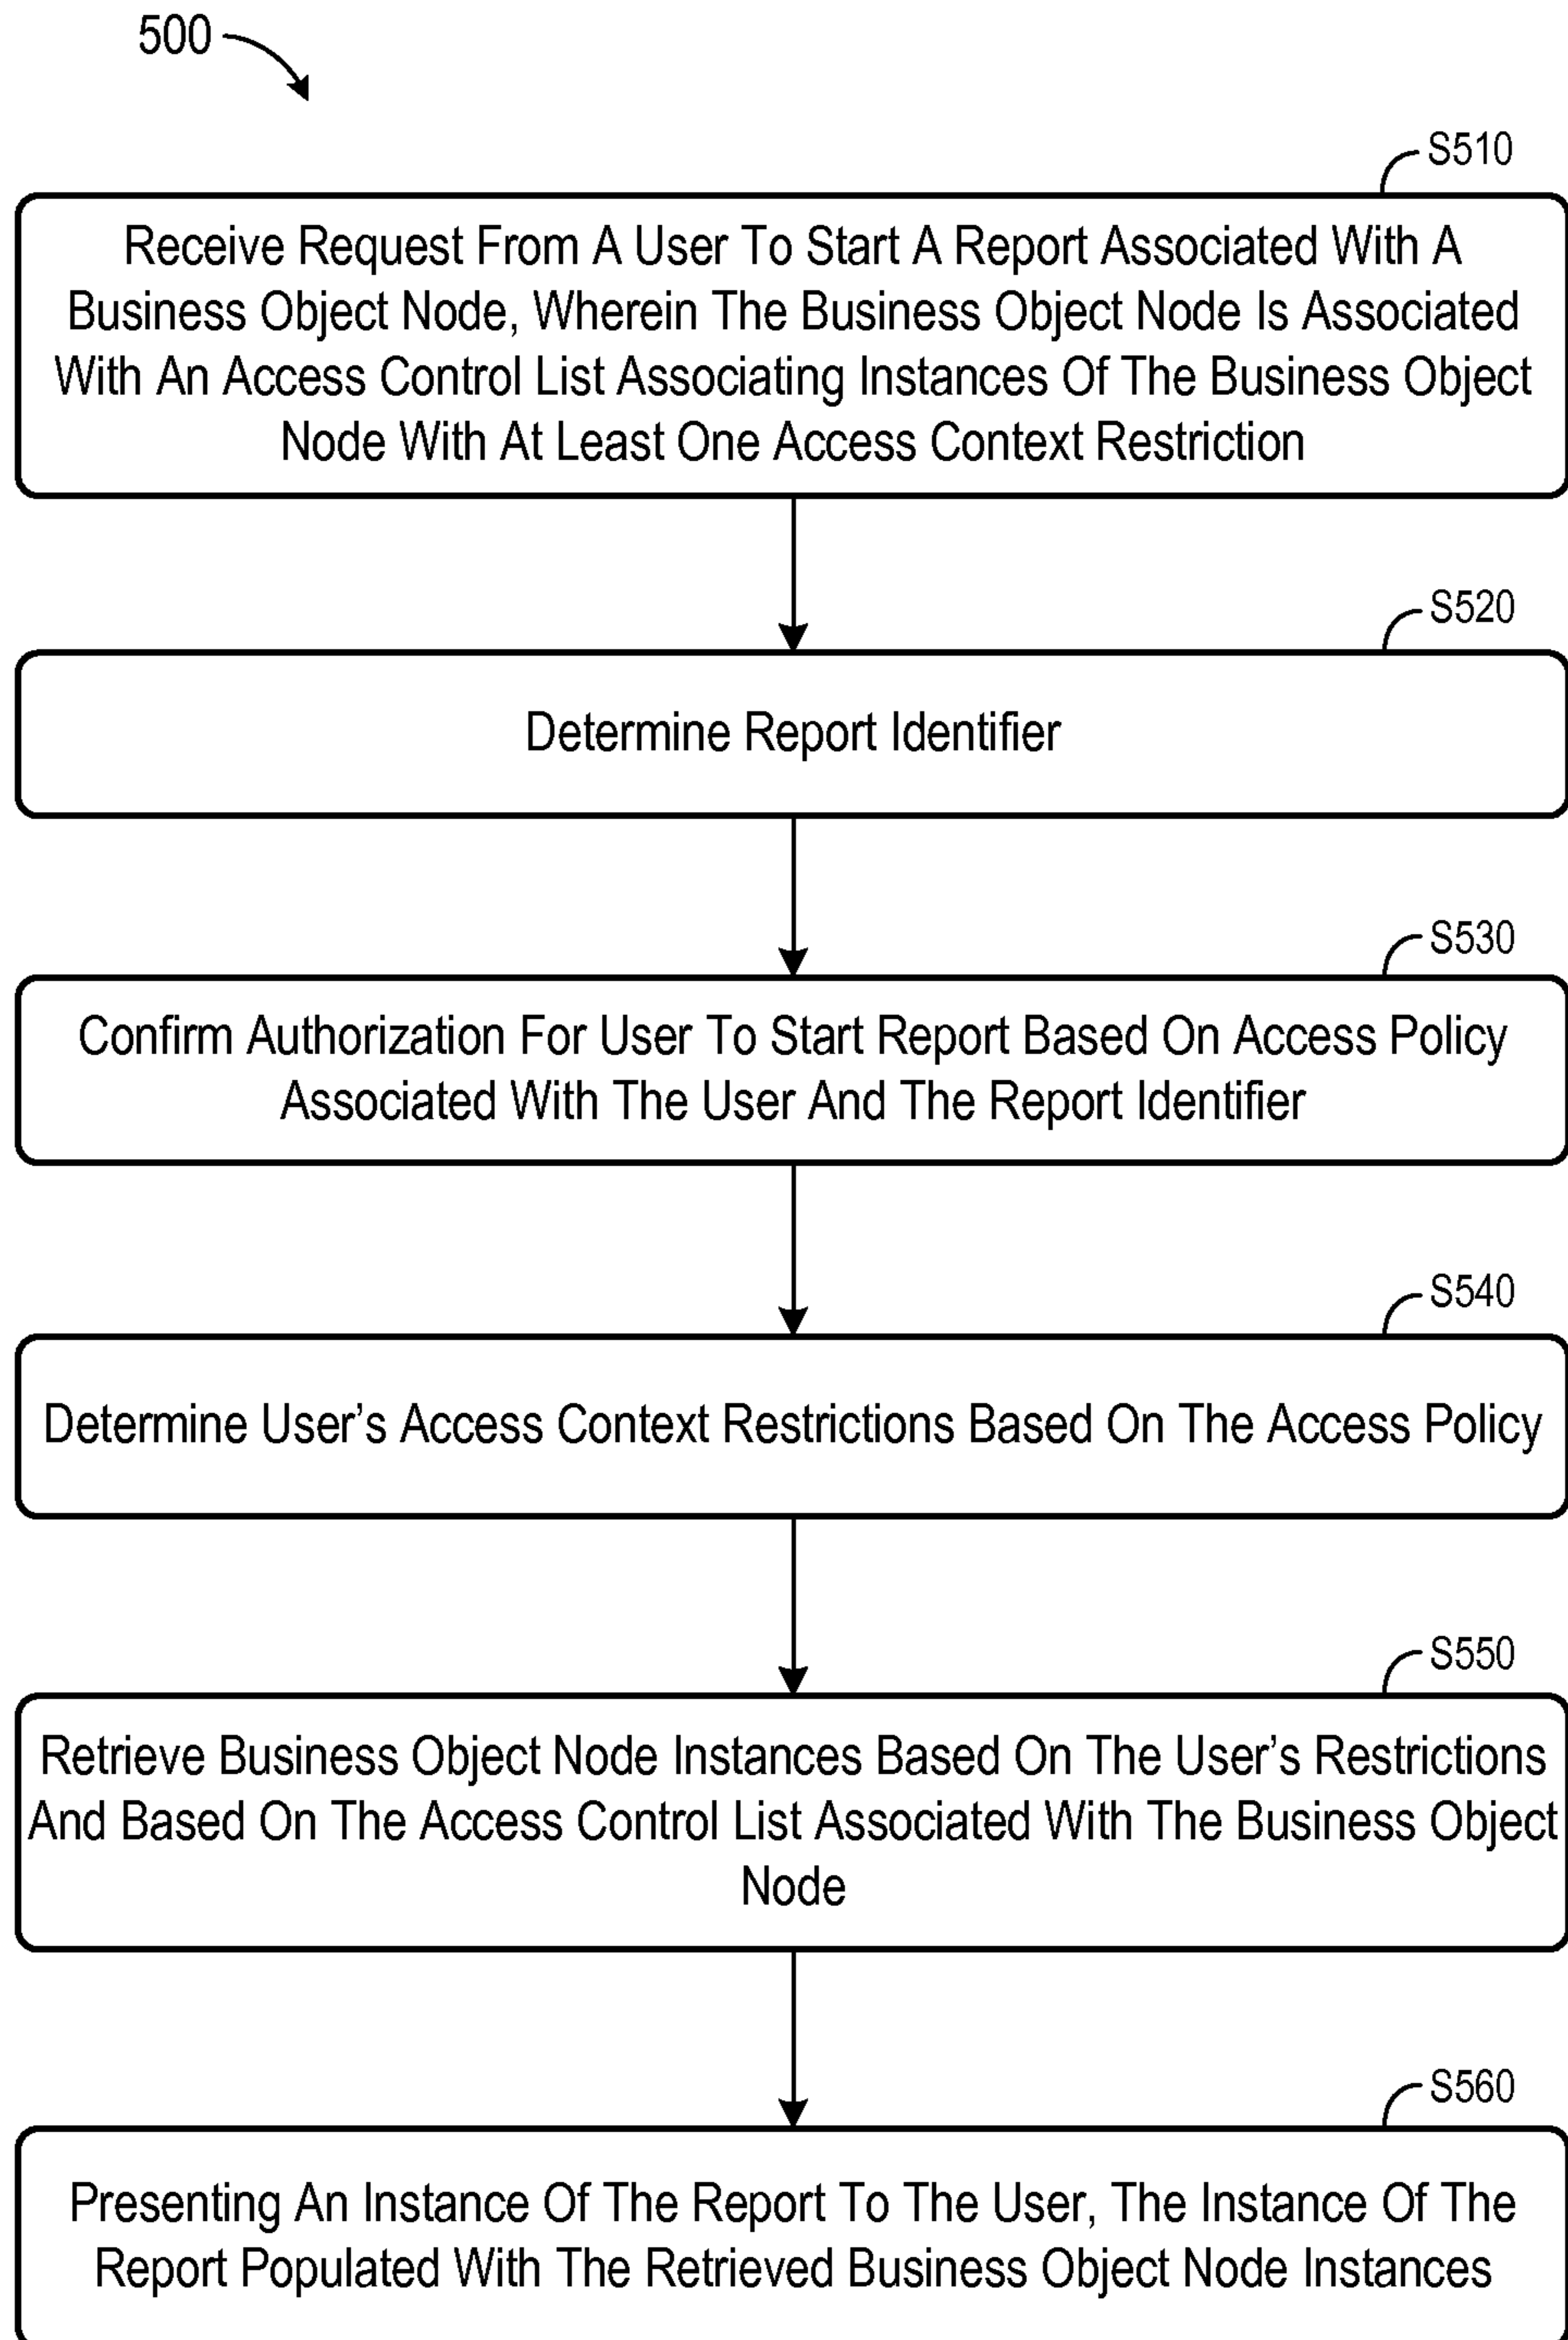 500
S510
Receive Request From A User To Start A Report Associated With A
Business Object Node, Wherein The Business Object Node Is Associated
With An Access Control List Associating Instances Of The Business Object
Node With At Least One Access Context Restriction
S520
Determine Report Identifier
S530
Confirm Authorization For User To Start Report Based On Access Policy
Associated With The User And The Report Identifier
S540
Determine User’s Access Context Restrictions Based On The Access Policy
S550
Retrieve Business Object Node Instances Based On The User’s Restrictions
And Based On The Access Control List Associated With The Business Object
Node
S560
Presenting An Instance Of The Report To The User, The Instance Of The
Report Populated With The Retrieved Business Object Node Instances